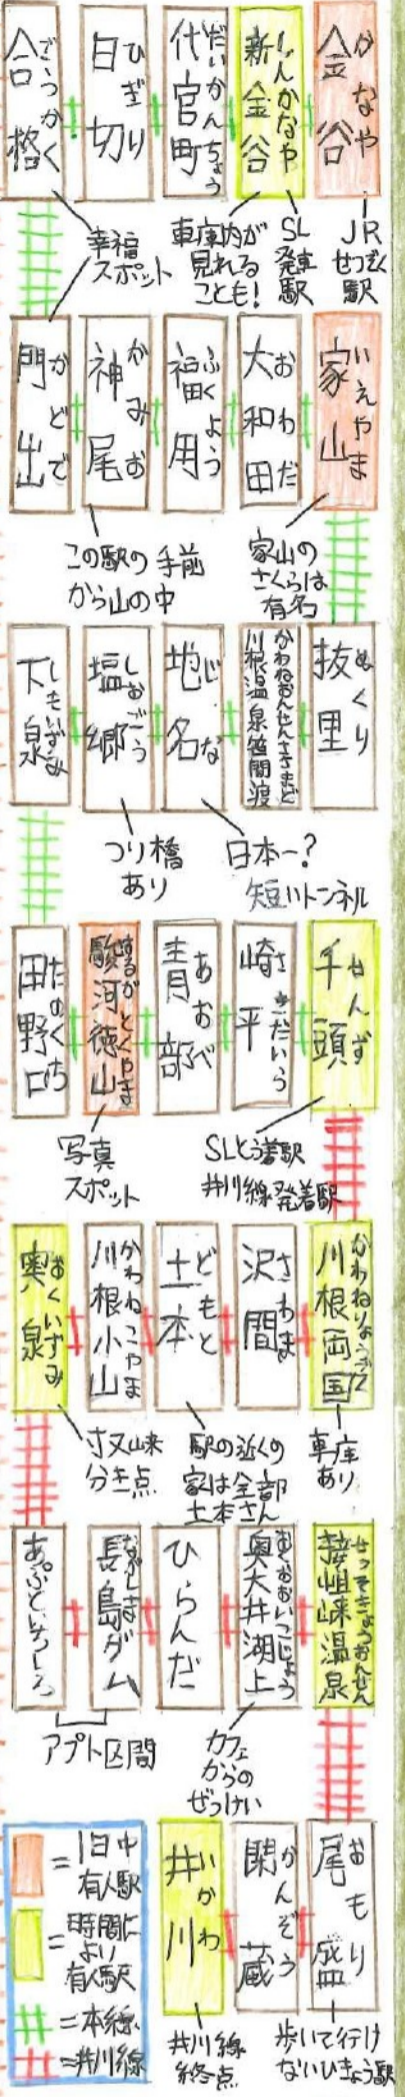 金谷
かなや
新金谷
しんかなや
代官町
だいかんちょう
日切
ひぎり
合格
ごうかく
JR
せつぞく
駅
SL
発車
駅
車庫内が
見れる
ことも!
幸福
スポット
家山
いえやま
大和田
おわだ
福用
ふくよう
神尾
かみお
門出
かどで
家山の
さくらは
有名
この駅の手前
から山の中
抜里
ぬくり
川根温泉笹間渡
かわねおんせんささまど
地名
じな
塩郷
しおごう
下泉
しもいずみ
日本一?
短いトンネル
つり橋
あり
千頭
せんず
崎平
さきだいら
青部
あおべ
駿河徳山
するがとくやま
田野口
たのくち
SLとう着駅
井川線発着駅
写真
スポット
川根両国
かわねりょうごく
沢間
さわま
土本
どもと
川根小山
かわねこやま
奥泉
おくいずみ
車庫
あり
駅の近くの
家は全部
土本さん
寸又峡
分き点
接岨峡温泉
せっそきょうおんせん
奥大井湖上
おくおおいこじょう
ひらんだ
長島ダム
ながしまダム
あぷといちしろ
カフェ
からの
ぜっけい
アプト区間
尾盛
おもり
閑蔵
かんぞう
井川
いかわ
歩いて行け
ないひきょう駅
井川線
終点
=1日中
有人駅
=時間に
より
有人駅
=本線
=井川線